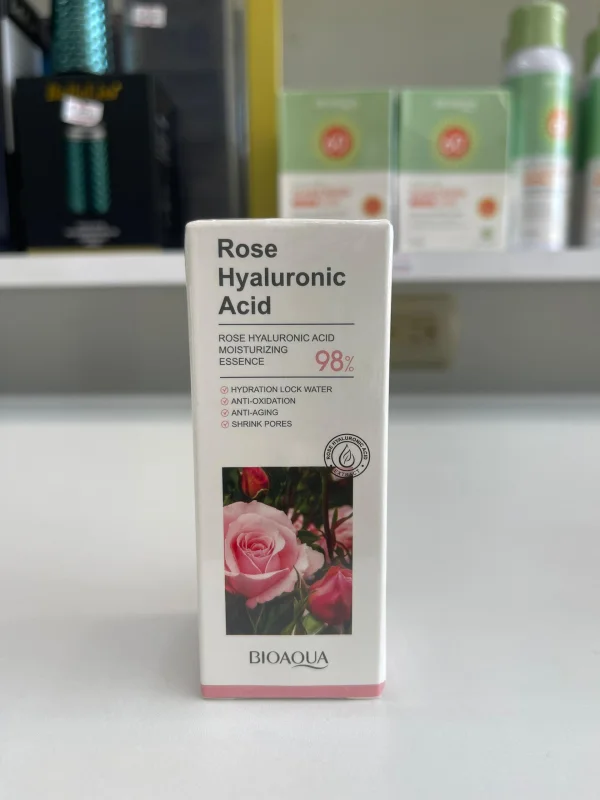 Rose
Hyaluronic
Acid
ROSE HYALURONIC ACID
MOISTURIZING
ESSENCE
98%
HYDRATION LOCK WATER
ANTI-OXIDATION
ANTI-AGING
SHRINK PORES
ROSE HYALURONIC ACID
EXTRACT
BIOAQUA